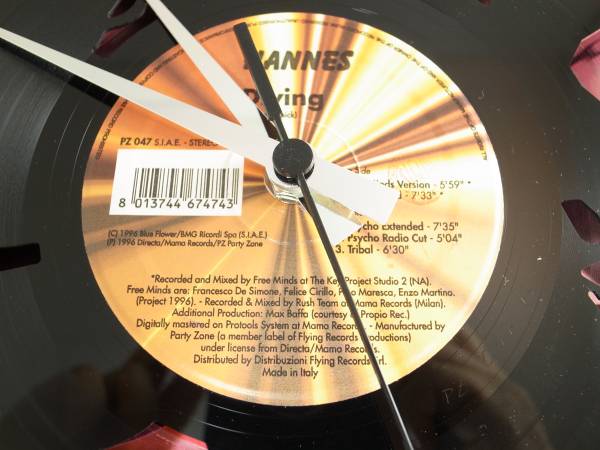 HANNES
PZ 047 S.I.A.E. - STEREO
Version - 5'59" *
- 7'33" *
Extended - 7'35"
Psycho Radio Cut - 5'04"
3. Tribal - 6'30"
8 013744 674743
(C) 1996 Blue Flower/BMG Ricordi Spa (S.I.A.E.)
(P) 1996 Directa/Mama Records/PZ Party Zone
*Recorded and Mixed by Free Minds at The Key Project Studio 2 (NA).
Free Minds are: Francesco De Simone, Felice Cirillo, Maresca, Enzo Martino.
(Project 1996). - Recorded & Mixed by Rush Team at Mama Records (Milan).
Additional Production: Max Baffa (courtesy by Propio Rec.)
Digitally mastered on Protools System at Mama Records. - Manufactured by
Party Zone (a member label of Flying Records Productions)
under license from Directa/Mama Records.
Distributed by Distribuzioni Flying Records Srl.
Made in Italy